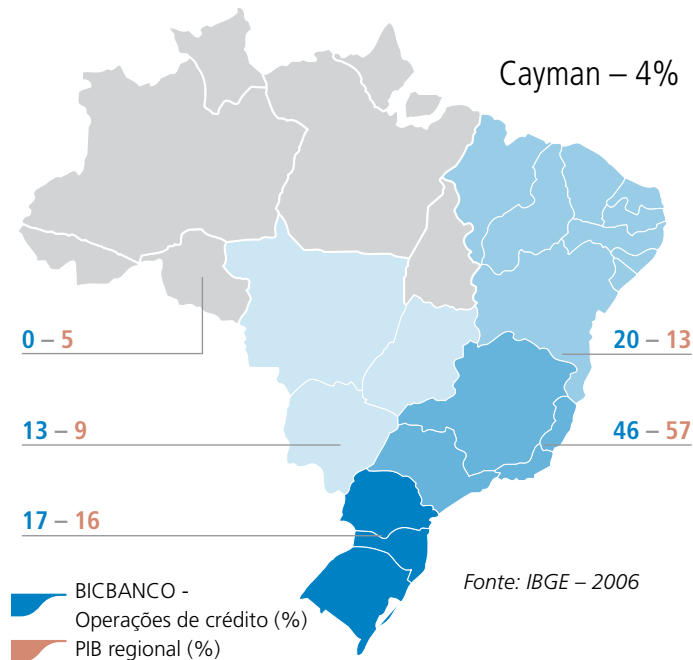 Cayman – 4%
0 – 5
20 – 13
13 – 9
46 – 57
17 – 16
Fonte: IBGE – 2006
BICBANCO -
Operações de crédito (%)
PIB regional (%)